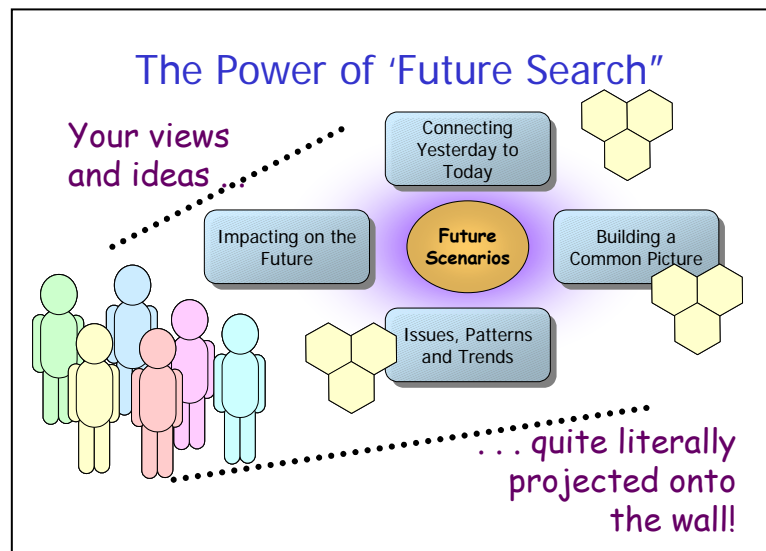 The Power of ‘Future Search”
Your views
and ideas ...
Connecting
Yesterday to
Today
Impacting on the
Future
Future
Scenarios
Building a
Common Picture
Issues, Patterns
and Trends
. . . quite literally
projected onto
the wall!